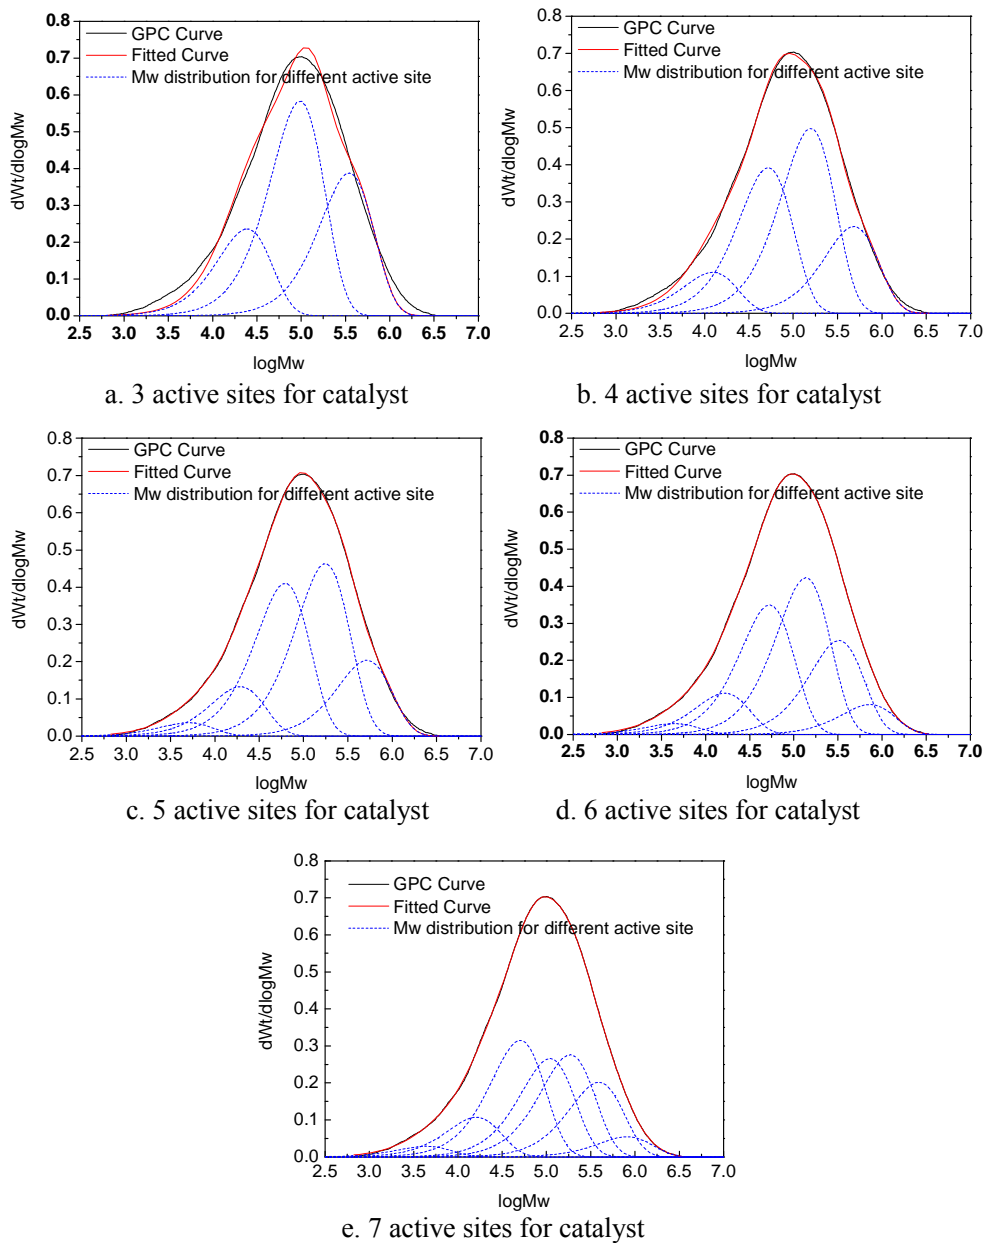 0.8
0.7
0.6
0.5
0.4
0.3
0.2
0.1
0.0
dWt/dlogMw
GPC Curve
Fitted Curve
Mw distribution for different active site
3.0 3.5 4.0 4.5 5.0 5.5 6.0 6.5 7.0
logMw
a. 3 active sites for catalyst
0.8
0.7
0.6
0.5
0.4
0.3
0.2
0.1
0.0
dWt/dlogMw
GPC Curve
Fitted Curve
Mw distribution for different active site
2.5 3.0 3.5 4.0 4.5 5.0 5.5 6.0 6.5 7.0
logMw
b. 4 active sites for catalyst
0.8
0.7
0.6
0.5
0.4
0.3
0.2
0.1
0.0
dWt/dlogMw
GPC Curve
Fitted Curve
Mw distribution for different active site
2.5 3.0 3.5 4.0 4.5 5.0 5.5 6.0 6.5 7.0
logMw
c. 5 active sites for catalyst
0.8
0.7
0.6
0.5
0.4
0.3
0.2
0.1
0.0
dWt/dlogMw
GPC Curve
Fitted Curve
Mw distribution for different active site
2.5 3.0 3.5 4.0 4.5 5.0 5.5 6.0 6.5 7.0
logMw
d. 6 active sites for catalyst
0.8
0.7
0.6
0.5
0.4
0.3
0.2
0.1
0.0
dWt/dlogMw
GPC Curve
Fitted Curve
Mw distribution for different active site
2.5 3.0 3.5 4.0 4.5 5.0 5.5 6.0 6.5 7.0
logMw
e. 7 active sites for catalyst